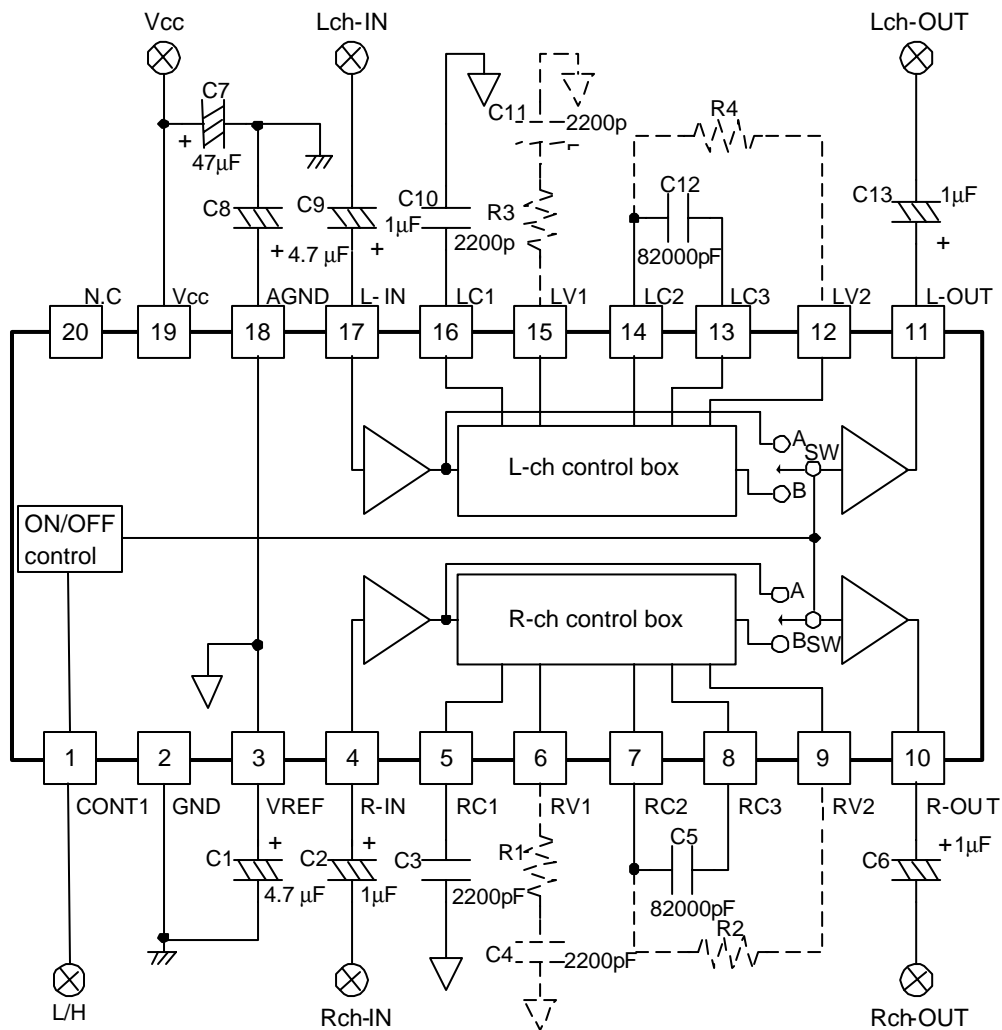 Vcc
Lch-IN
Lch-OUT
C7
+
47μF
C11
2200p
R4
C8
+
4.7 μF
C9
1μF
+
C10
2200p
R3
C12
82000pF
C13
1μF
+
N.C
Vcc
AGND
L-IN
LC1
LV1
LC2
LC3
LV2
L-OUT
20
19
18
17
16
15
14
13
12
11
L-ch control box
A
SW
B
ON/OFF
control
R-ch control box
A
B
SW
1
2
3
4
5
6
7
8
9
10
CONT1
GND
VREF
R-IN
RC1
RV1
RC2
RC3
RV2
R-OUT
C1
+
4.7 μF
C2
+
1μF
C3
2200pF
R1
C4
2200pF
C5
82000pF
R2
C6
+1μF
L/H
Rch-IN
Rch-OUT